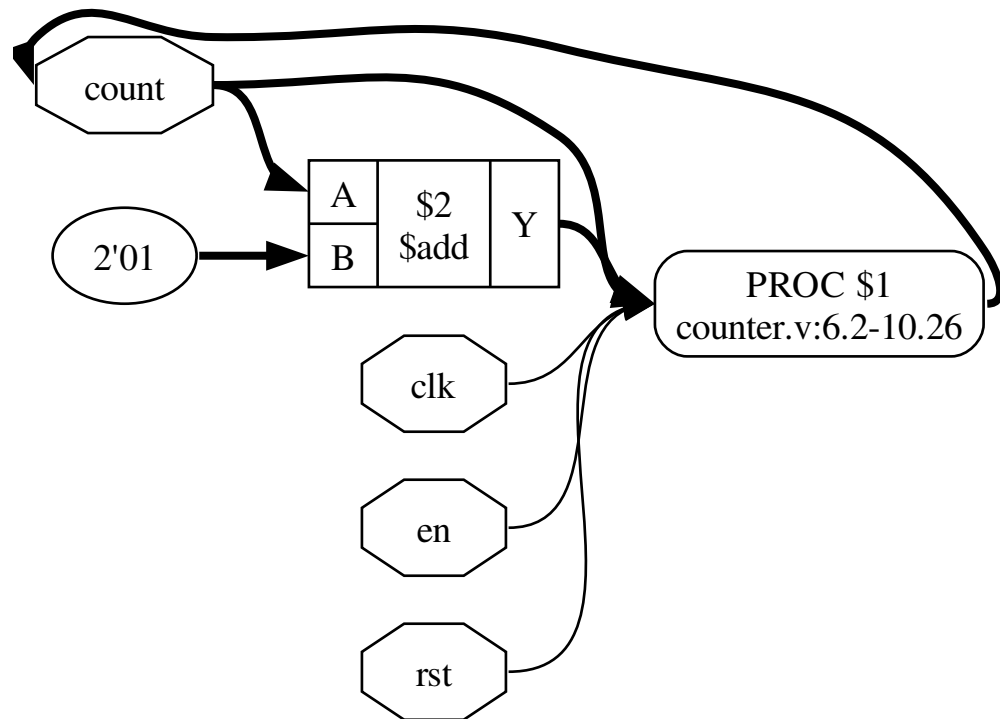 count
A
$2
$add
Y
B
2'01
PROC $1
counter.v:6.2-10.26
clk
en
rst